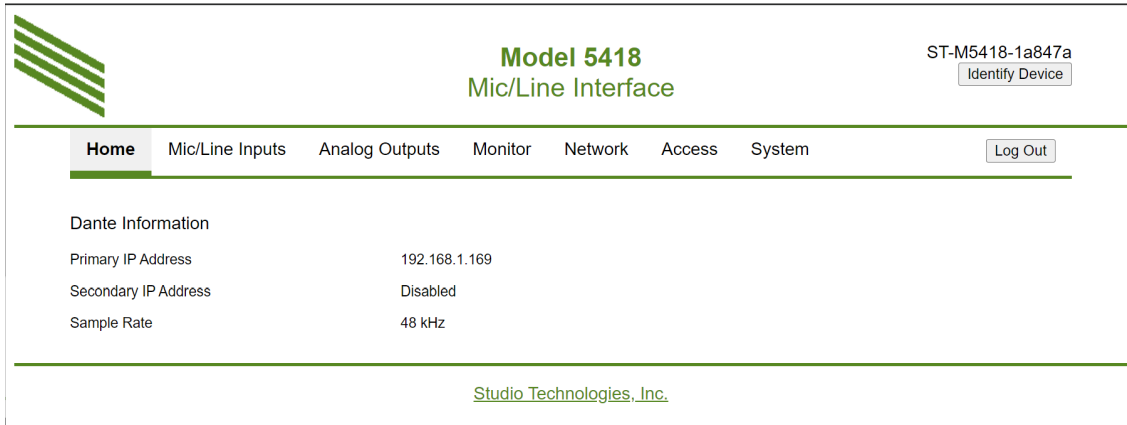 Model 5418
Mic/Line Interface
ST-M5418-1a847a
Identify Device
Home Mic/Line Inputs Analog Outputs Monitor Network Access System Log Out
Dante Information
Primary IP Address 192.168.1.169
Secondary IP Address Disabled
Sample Rate 48 kHz
Studio Technologies, Inc.